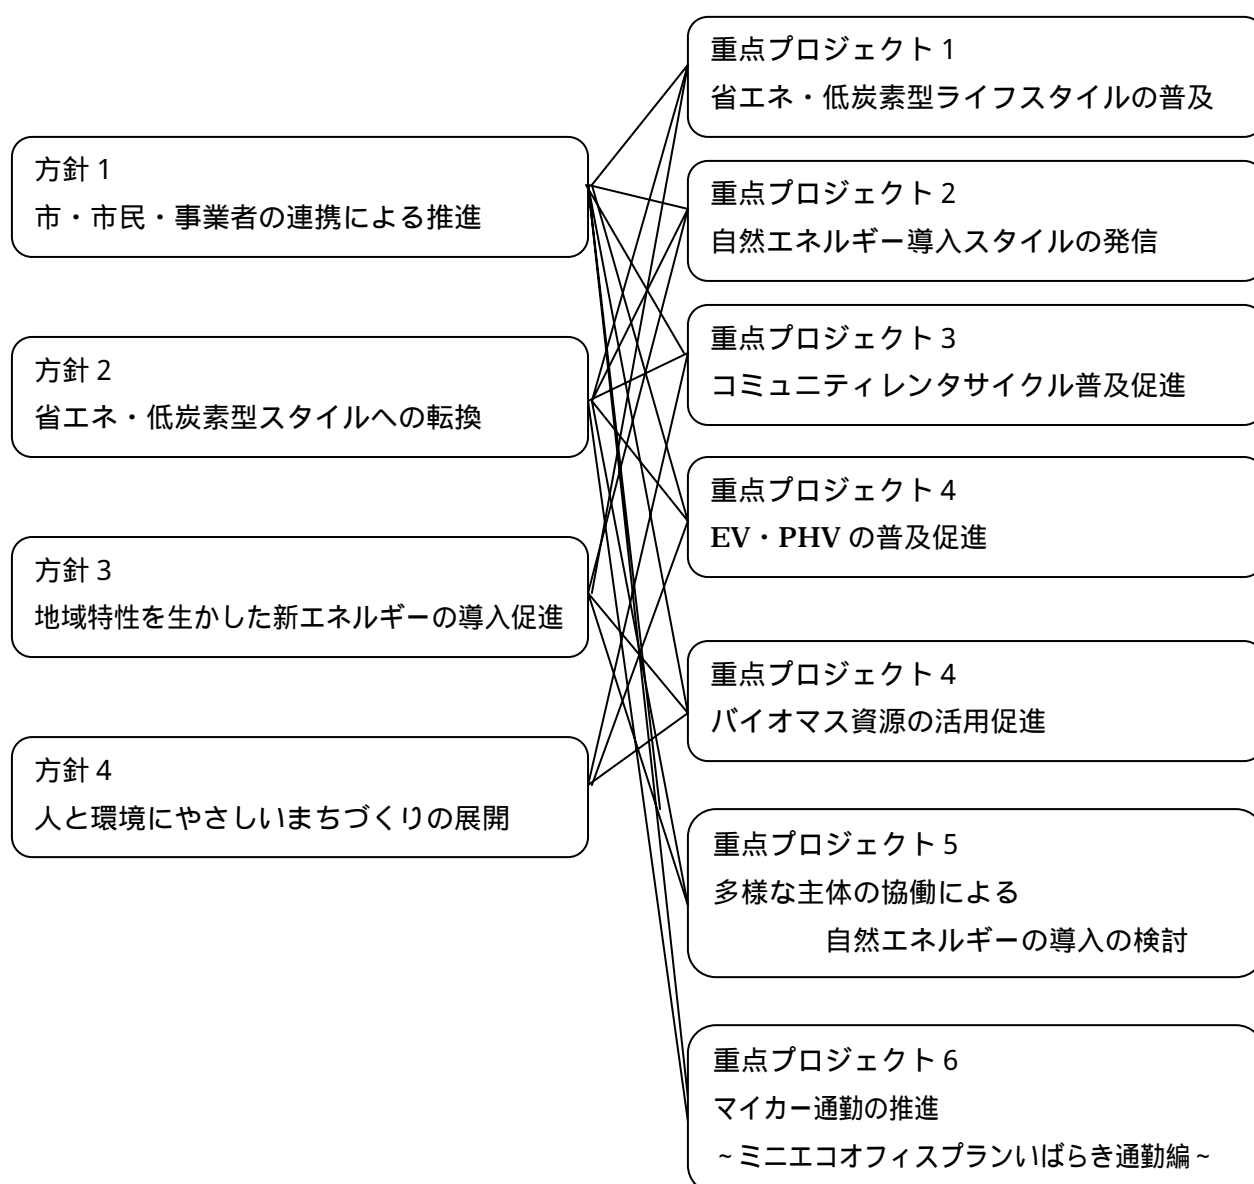 方針 1
市・市民・事業者の連携による推進
方針 2
省エネ・低炭素型スタイルへの転換
方針 3
地域特性を生かした新エネルギーの導入促進
方針 4
人と環境にやさしいまちづくりの展開
重点プロジェクト 1
省エネ・低炭素型ライフスタイルの普及
重点プロジェクト 2
自然エネルギー導入スタイルの発信
重点プロジェクト 3
コミュニティレンタサイクル普及促進
重点プロジェクト 4
EV・PHV の普及促進
重点プロジェクト 4
バイオマス資源の活用促進
重点プロジェクト 5
多様な主体の協働による
自然エネルギーの導入の検討
重点プロジェクト 6
マイカー通勤の推進
~ミニエコオフィスプランいばらき通勤編~